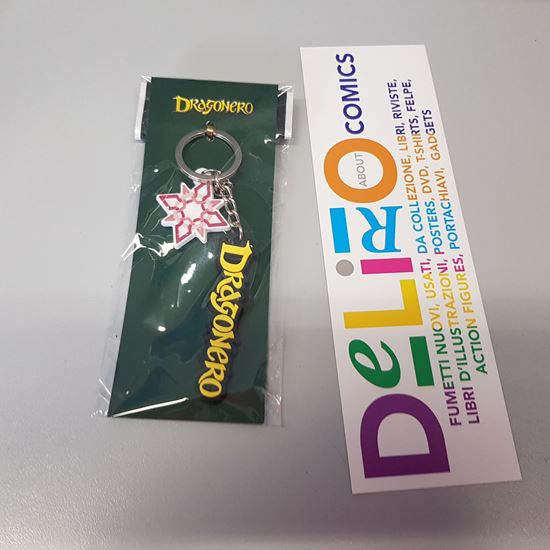 DRAGONERO
DRAGONERO
DeLiRO
ABOUT
COMICS
FUMETTI NUOVI, USATI, DA COLLEZIONE, LIBRI, RIVISTE,
LIBRI D'ILLUSTRAZIONI, POSTERS, DVD, T-SHIRTS, FELPE,
ACTION FIGURES, PORTACHIAVI, GADGETS